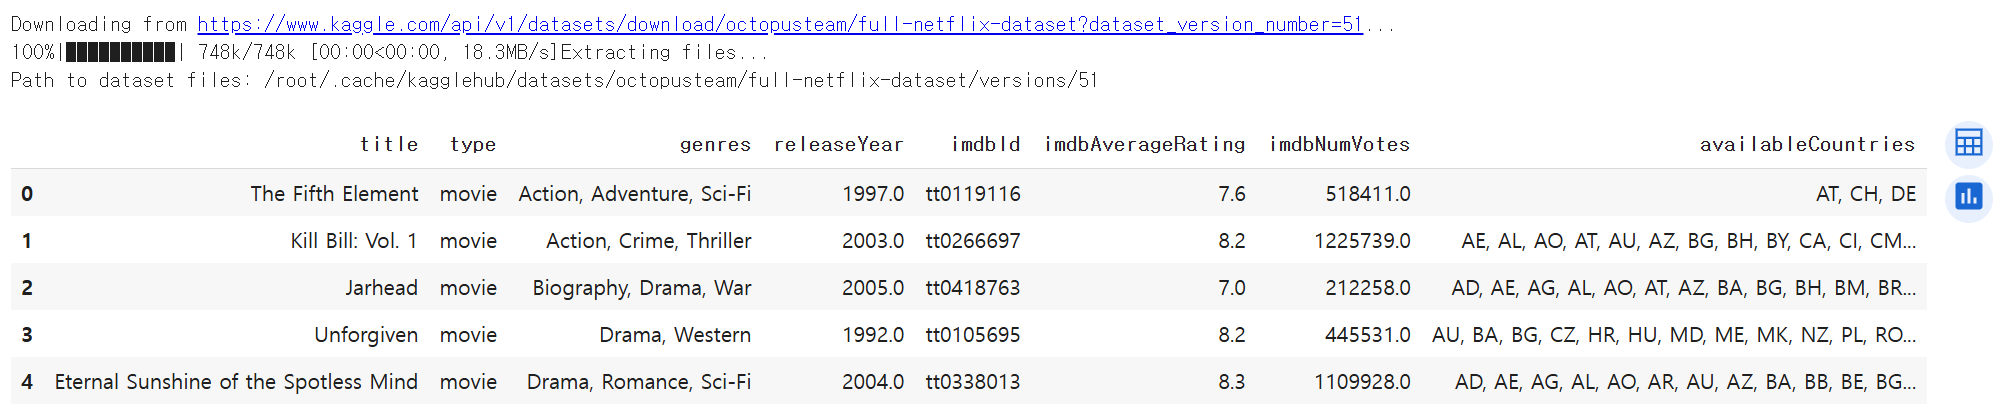 Downloading from https://www.kaggle.com/api/v1/datasets/download/octopusteam/full-netflix-dataset?dataset_version_number=51...
100%|██████████| 748k/748k [00:00<00:00, 18.3MB/s]Extracting files...
Path to dataset files: /root/.cache/kagglehub/datasets/octopusteam/full-netflix-dataset/versions/51
title type genres releaseYear imdbId imdbAverageRating imdbNumVotes availableCountries
0 The Fifth Element movie Action, Adventure, Sci-Fi 1997.0 tt0119116 7.6 518411.0 AT, CH, DE
1 Kill Bill: Vol. 1 movie Action, Crime, Thriller 2003.0 tt0266697 8.2 1225739.0 AE, AL, AO, AT, AU, AZ, BG, BH, BY, CA, CI, CM...
2 Jarhead movie Biography, Drama, War 2005.0 tt0418763 7.0 212258.0 AD, AE, AG, AL, AO, AT, AZ, BA, BG, BH, BM, BR...
3 Unforgiven movie Drama, Western 1992.0 tt0105695 8.2 445531.0 AU, BA, BG, CZ, HR, HU, MD, ME, MK, NZ, PL, RO...
4 Eternal Sunshine of the Spotless Mind movie Drama, Romance, Sci-Fi 2004.0 tt0338013 8.3 1109928.0 AD, AE, AG, AL, AO, AR, AU, AZ, BA, BB, BE, BG...